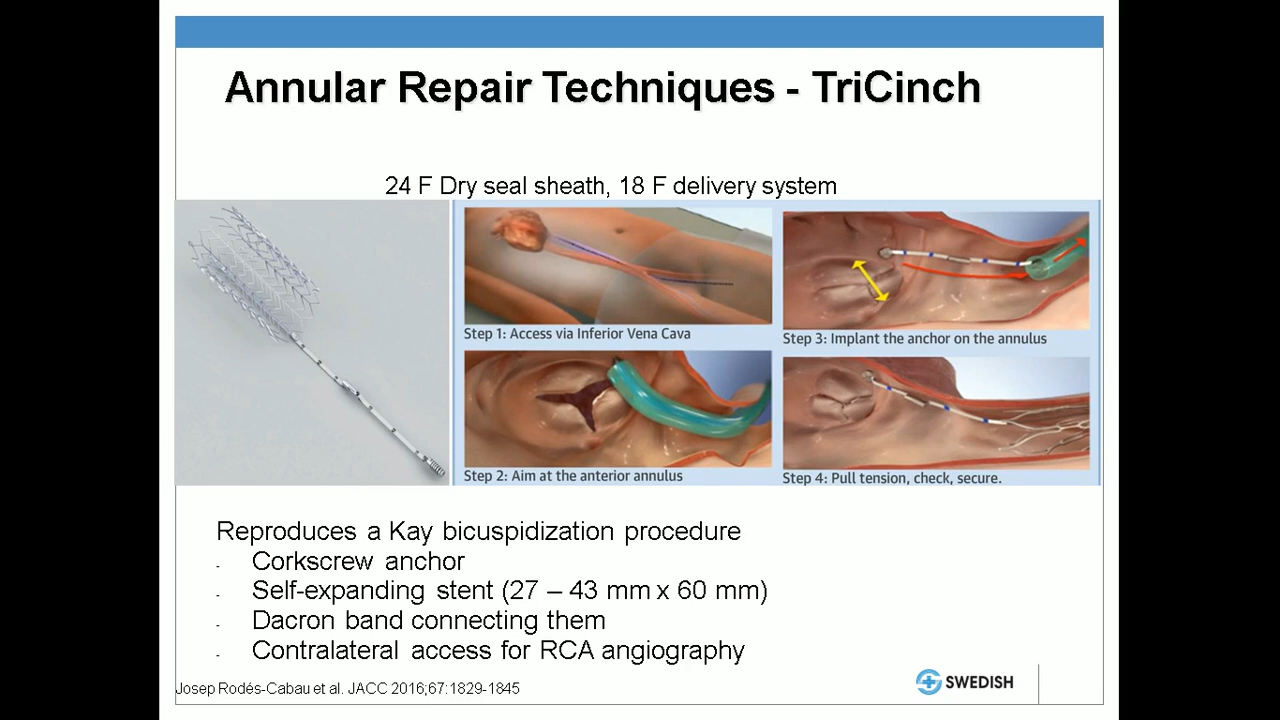 Annular Repair Techniques - TriCinch
24 F Dry seal sheath, 18 F delivery system
Step 1: Access via Inferior Vena Cava
Step 2: Aim at the anterior annulus
Step 3: Implant the anchor on the annulus
Step 4: Pull tension, check, secure.
Reproduces a Kay bicuspidization procedure
- Corkscrew anchor
- Self-expanding stent (27 – 43 mm x 60 mm)
- Dacron band connecting them
- Contralateral access for RCA angiography
Josep Rodés-Cabau et al. JACC 2016;67:1829-1845
SWEDISH